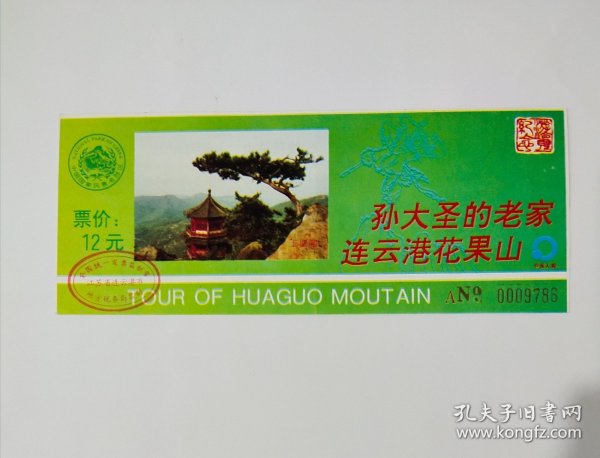 票价：
12元
孙大圣的老家
连云港花果山
TOUR OF HUAGUO MOUTAIN
A No 0009786
孔夫子旧书网
www.kongfz.com